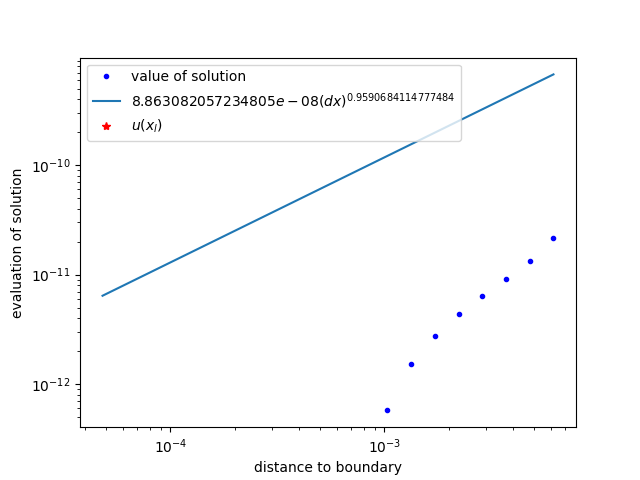 value of solution
8.863082057234805e − 08(dx)^0.9590684114777484
u(x_l)
10^−10
10^−11
10^−12
evaluation of solution
10^−4
10^−3
distance to boundary